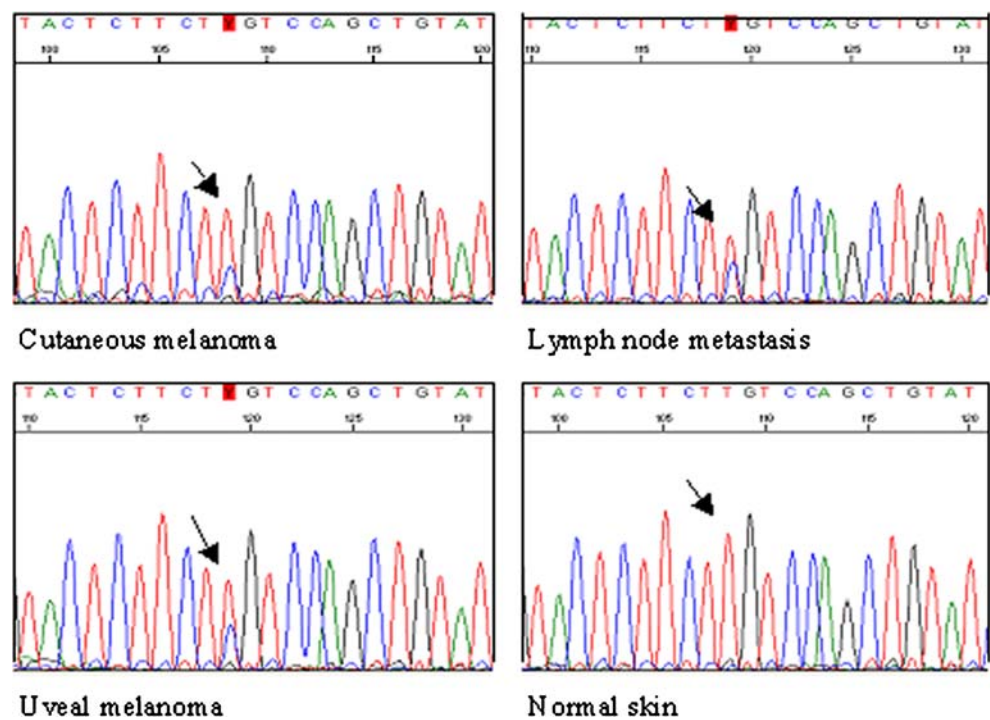 T A C T C T T C T Y G T C C A G C T G T A T
100 105 110 115 120
Cutaneous melanoma
T A C T C T T C T Y G T C C A G C T G T A T
110 115 120 125 130
Lymph node metastasis
T A C T C T T C T Y G T C C A G C T G T A T
110 115 120 125 130
Uveal melanoma
T A C T C T T C T T G T C C A G C T G T A T
100 105 110 115 120
Normal skin